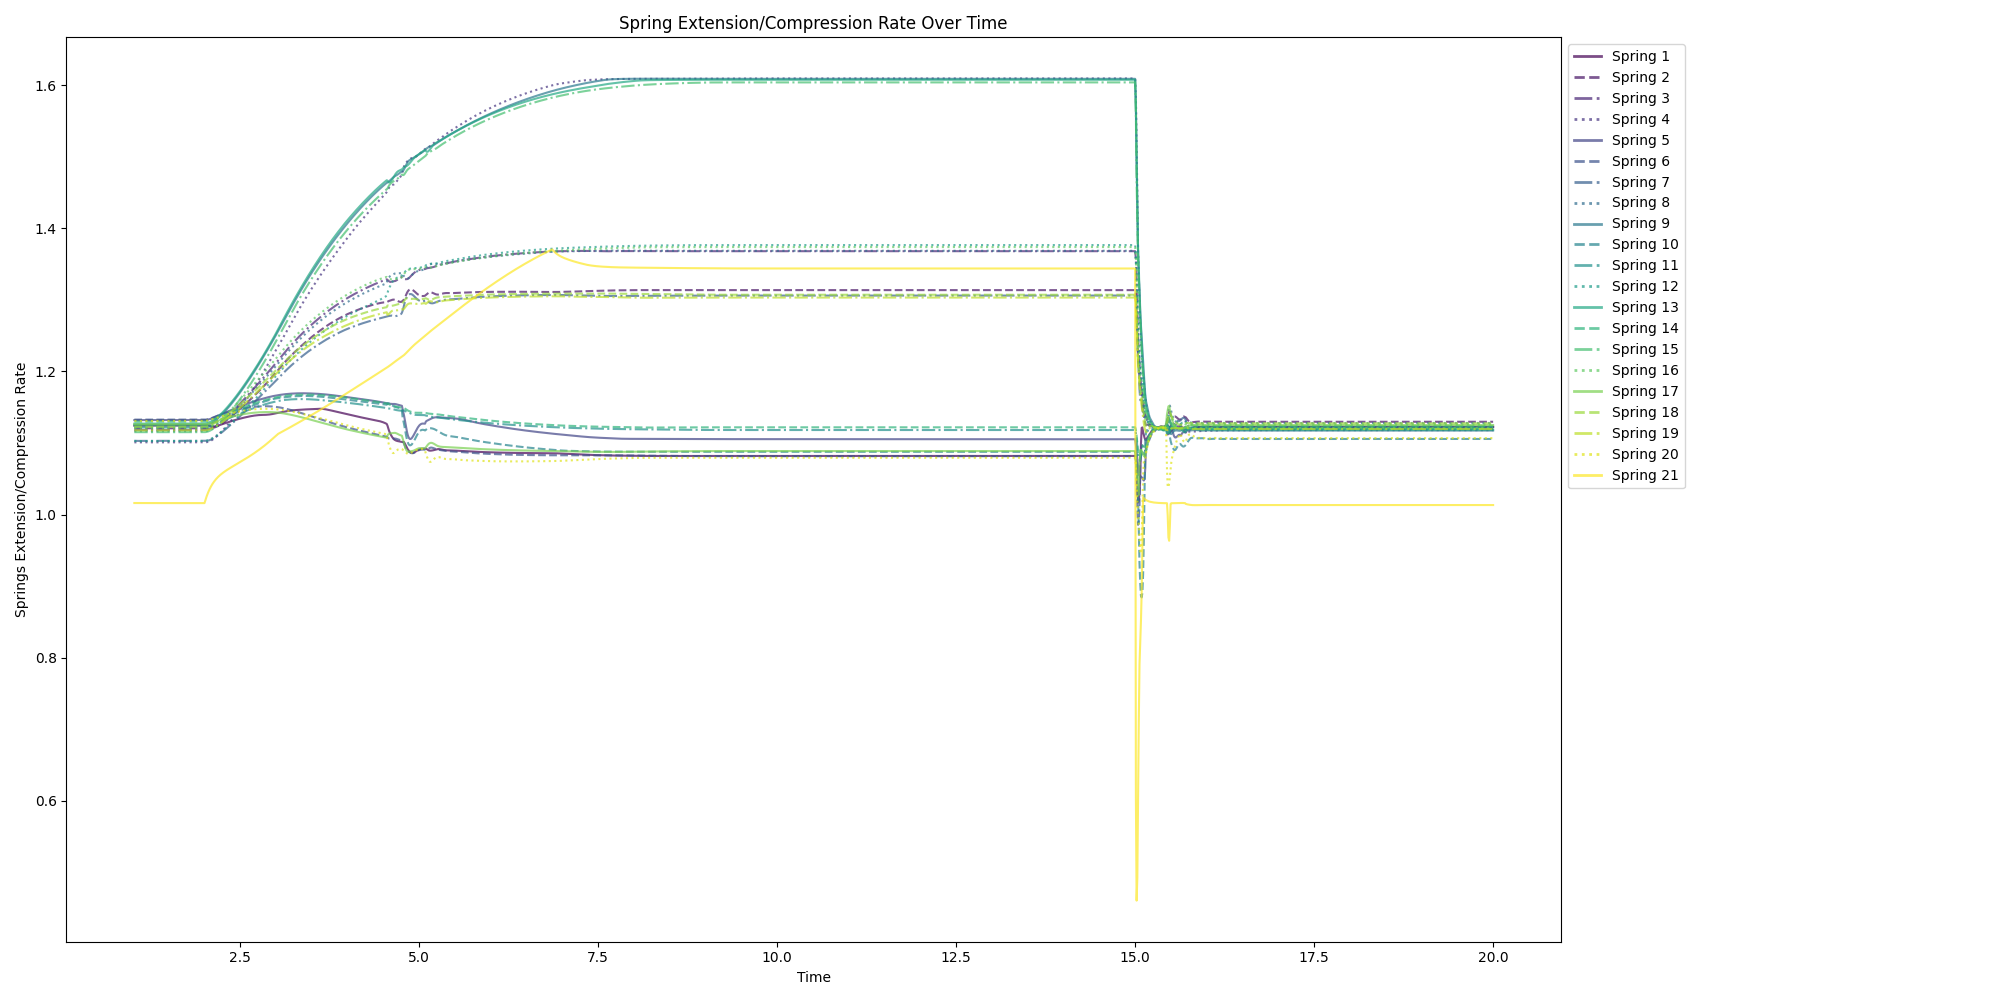 Spring Extension/Compression Rate Over Time
Springs Extension/Compression Rate
1.6
1.4
1.2
1.0
0.8
0.6
2.5
5.0
7.5
10.0
12.5
15.0
17.5
20.0
Time
Spring 1
Spring 2
Spring 3
Spring 4
Spring 5
Spring 6
Spring 7
Spring 8
Spring 9
Spring 10
Spring 11
Spring 12
Spring 13
Spring 14
Spring 15
Spring 16
Spring 17
Spring 18
Spring 19
Spring 20
Spring 21